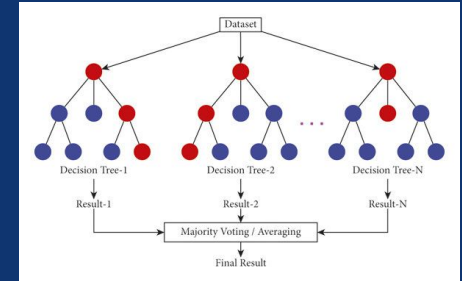 Dataset
Decision Tree-1
Decision Tree-2
Decision Tree-N
Result-1
Result-2
Result-N
Majority Voting / Averaging
Final Result